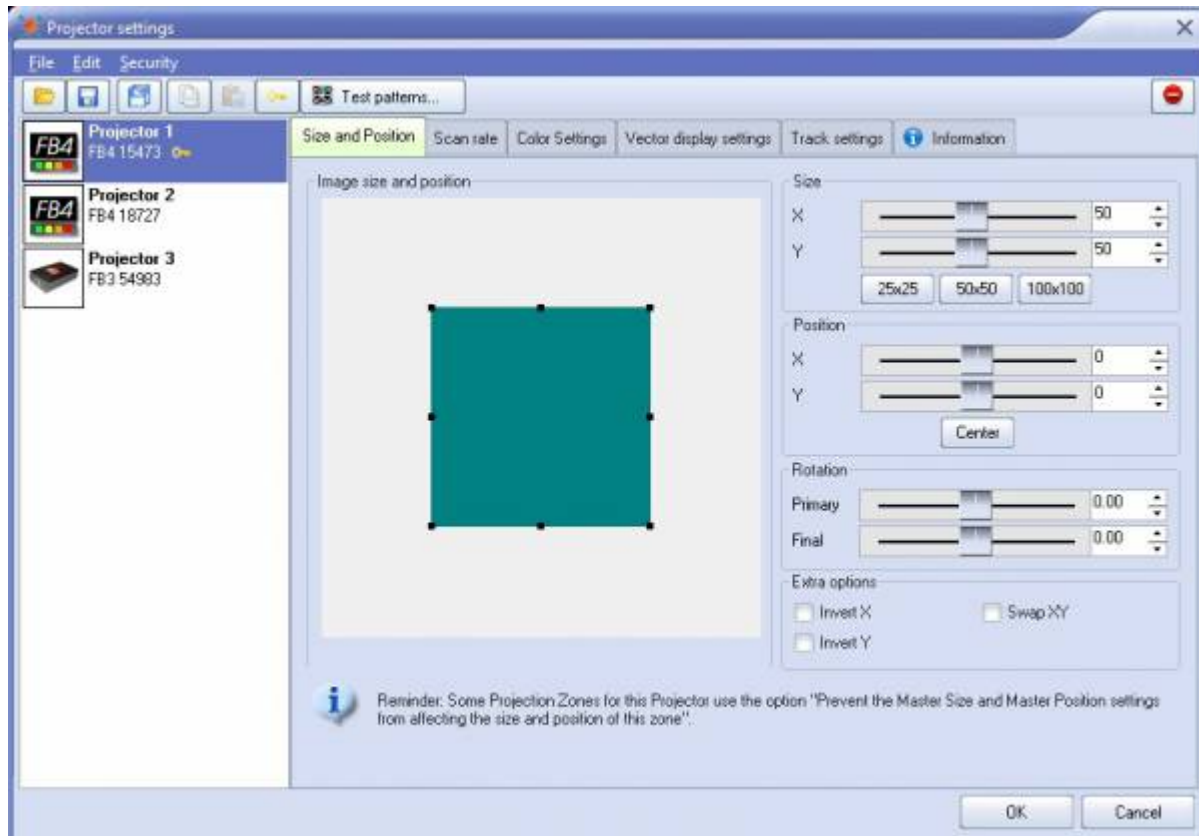 Projector settings
File Edit Security
Test patterns...
FB4
Projector 1
FB4 15473
FB4
Projector 2
FB4 18727
Projector 3
FB3 54983
Size and Position Scan rate Color Settings Vector display settings Track settings Information
Image size and position
Size
X 50
Y 50
25x25 50x50 100x100
Position
X 0
Y 0
Center
Rotation
Primary 0.00
Final 0.00
Extra options
Invert X Swap XY
Invert Y
Reminder: Some Projection Zones for this Projector use the option "Prevent the Master Size and Master Position settings
from affecting the size and position of this zone".
OK Cancel